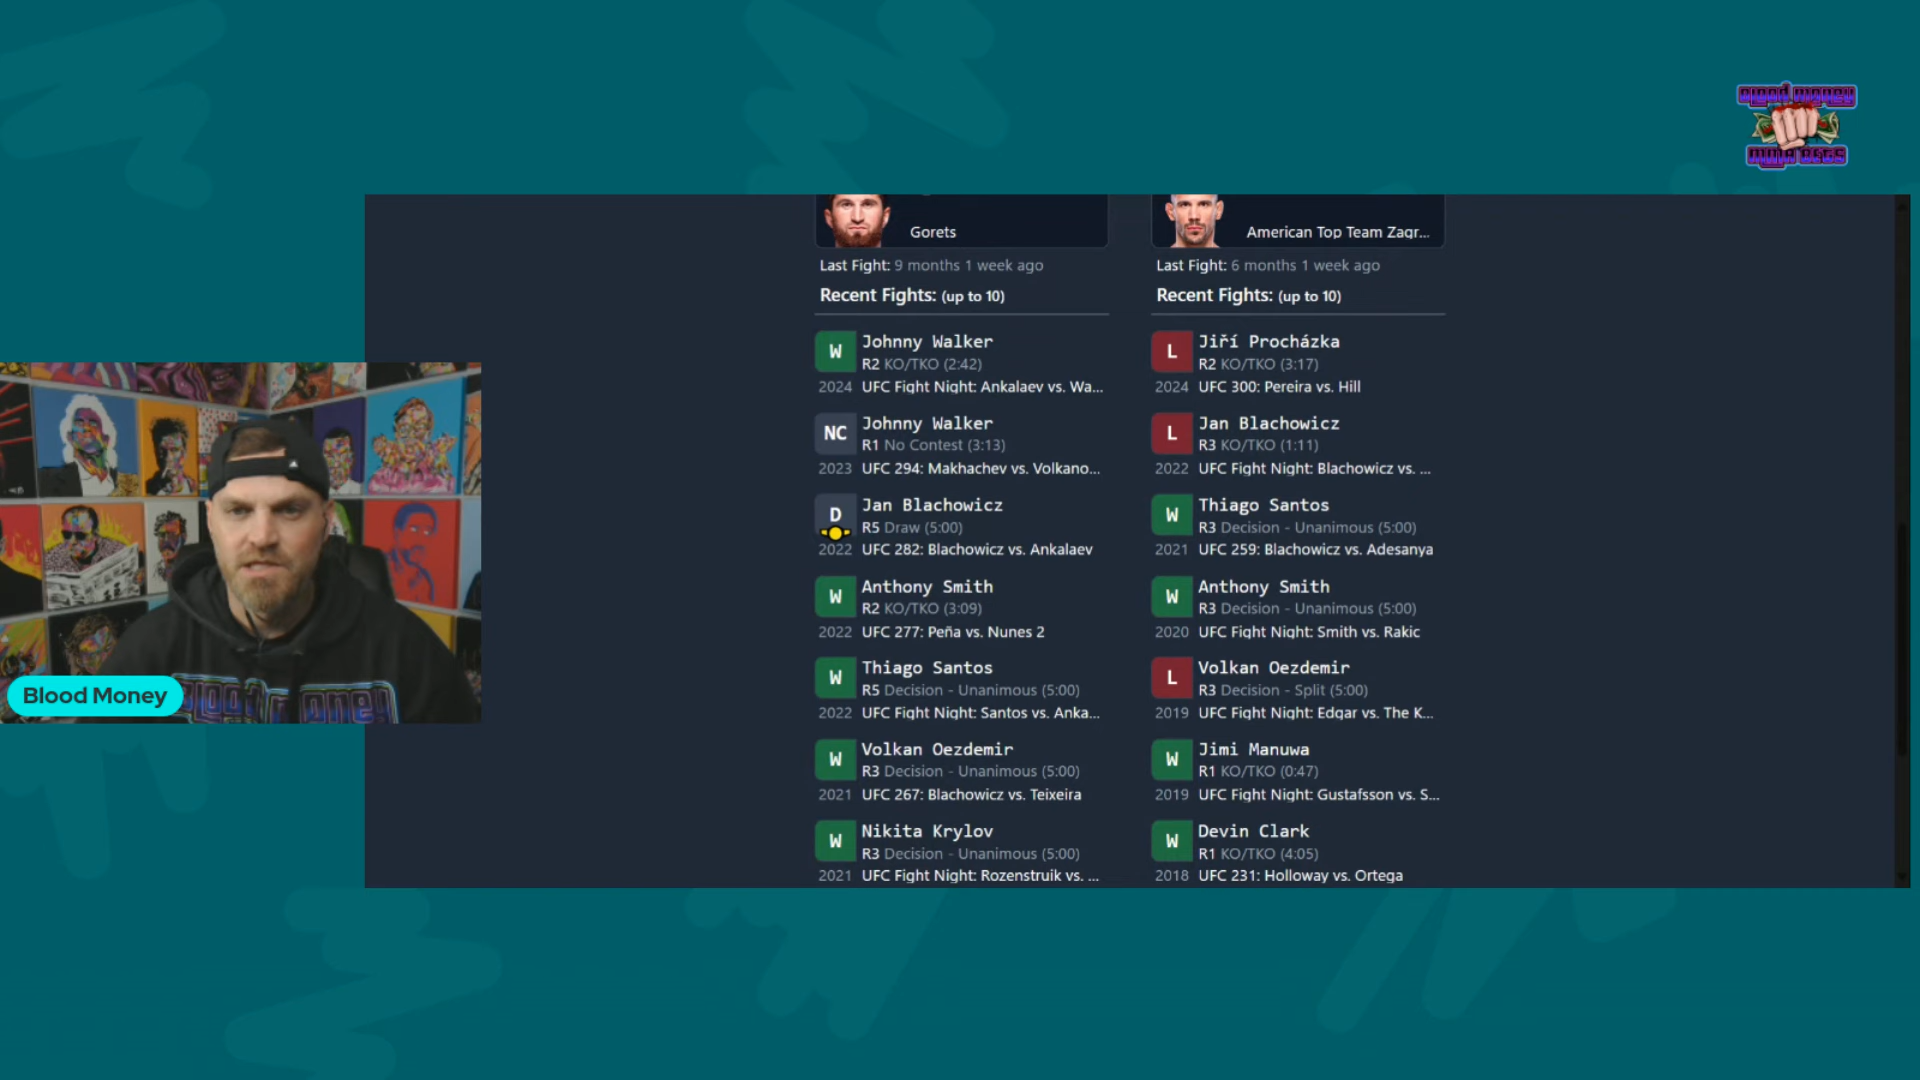 BLOOD MONEY
MMA BETS
Gorets
Last Fight: 9 months 1 week ago
Recent Fights: (up to 10)
W
Johnny Walker
R2 KO/TKO (2:42)
2024 UFC Fight Night: Ankalaev vs. Wa...
NC
Johnny Walker
R1 No Contest (3:13)
2023 UFC 294: Makhachev vs. Volkano...
D
Jan Blachowicz
R5 Draw (5:00)
2022 UFC 282: Blachowicz vs. Ankalaev
W
Anthony Smith
R2 KO/TKO (3:09)
2022 UFC 277: Peña vs. Nunes 2
W
Thiago Santos
R5 Decision - Unanimous (5:00)
2022 UFC Fight Night: Santos vs. Anka...
W
Volkan Oezdemir
R3 Decision - Unanimous (5:00)
2021 UFC 267: Blachowicz vs. Teixeira
W
Nikita Krylov
R3 Decision - Unanimous (5:00)
2021 UFC Fight Night: Rozenstruik vs. ...
American Top Team Zagr...
Last Fight: 6 months 1 week ago
Recent Fights: (up to 10)
L
Jiří Procházka
R2 KO/TKO (3:17)
2024 UFC 300: Pereira vs. Hill
L
Jan Blachowicz
R3 KO/TKO (1:11)
2022 UFC Fight Night: Blachowicz vs. ...
W
Thiago Santos
R3 Decision - Unanimous (5:00)
2021 UFC 259: Blachowicz vs. Adesanya
W
Anthony Smith
R3 Decision - Unanimous (5:00)
2020 UFC Fight Night: Smith vs. Rakic
L
Volkan Oezdemir
R3 Decision - Split (5:00)
2019 UFC Fight Night: Edgar vs. The K...
W
Jimi Manuwa
R1 KO/TKO (0:47)
2019 UFC Fight Night: Gustafsson vs. S...
W
Devin Clark
R1 KO/TKO (4:05)
2018 UFC 231: Holloway vs. Ortega
Blood Money
Blood Money